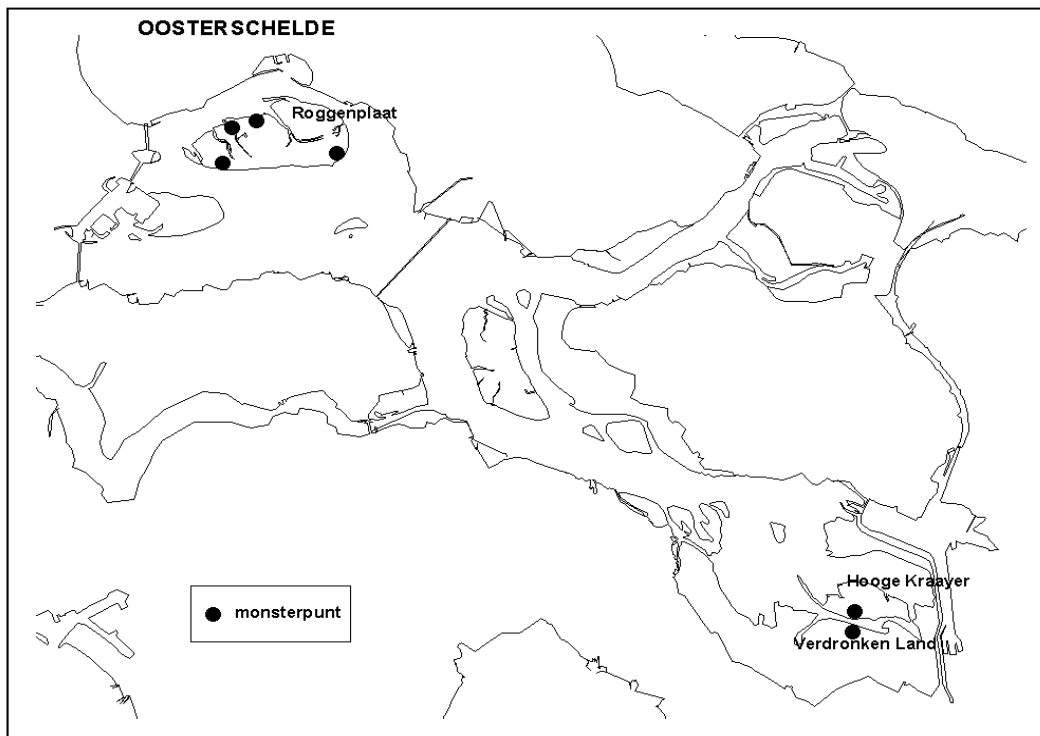 OOSTERSCHELDE
Roggenplaat
Hooge Kraayer
monsterpunt
Verdronken Land